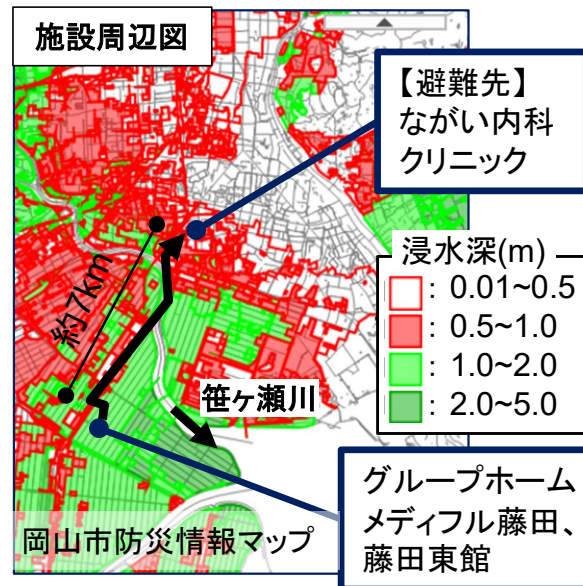 施設周辺図
【避難先】
ながい内科
クリニック
浸水深(m)
: 0.01~0.5
: 0.5~1.0
: 1.0~2.0
: 2.0~5.0
約7km
笹ヶ瀬川
グループホーム
メディフル藤田、
藤田東館
岡山市防災情報マップ